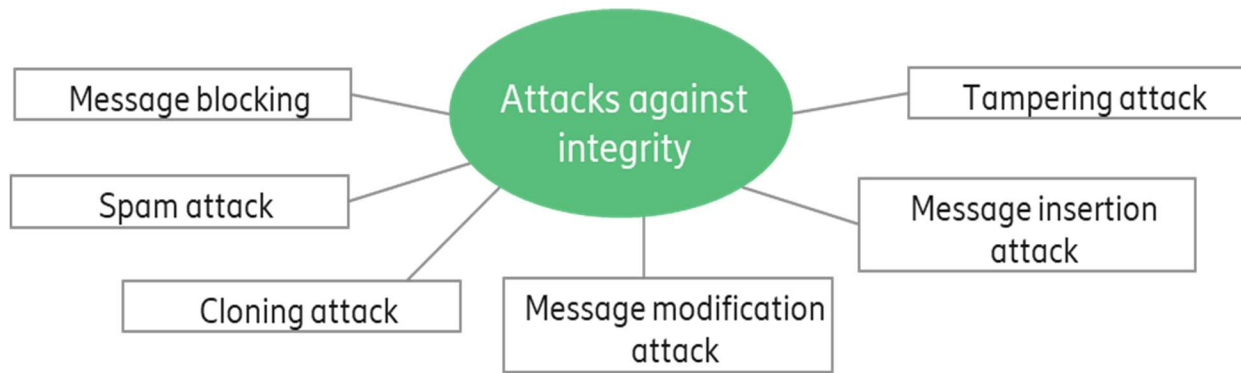 Attacks against
integrity
Message blocking
Tampering attack
Spam attack
Message insertion
attack
Cloning attack
Message modification
attack